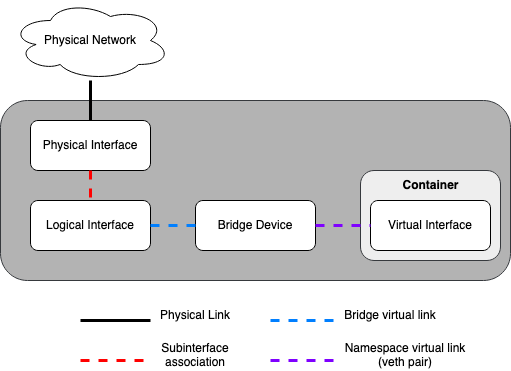 Physical Network
Physical Interface
Container
Logical Interface
Bridge Device
Virtual Interface
Physical Link
Bridge virtual link
Subinterface
association
Namespace virtual link
(veth pair)